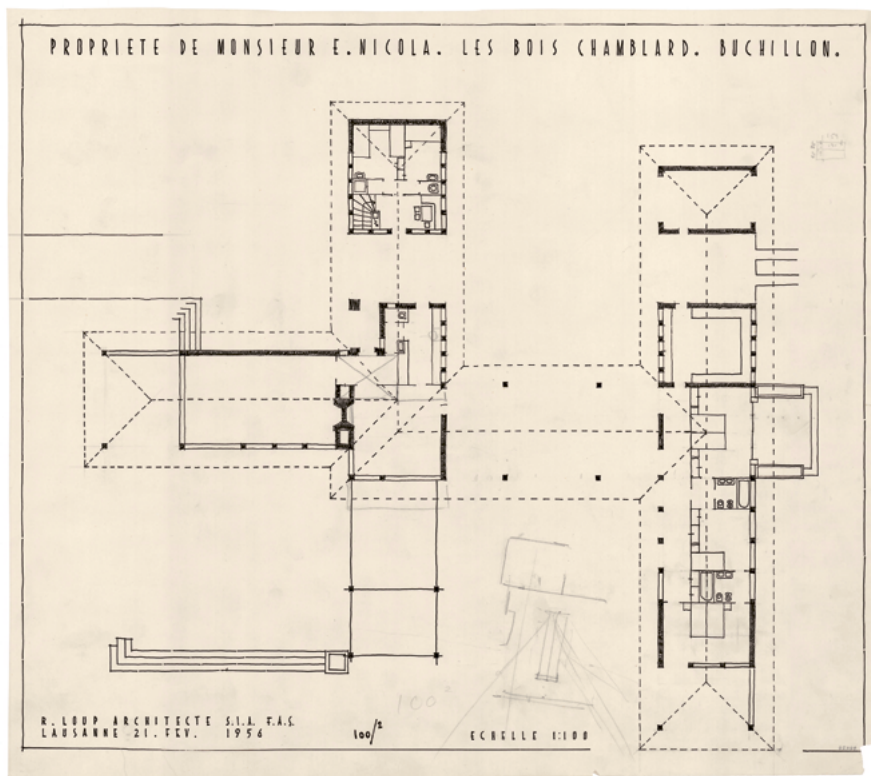 PROPRIETE DE MONSIEUR E. NICOLA. LES BOIS CHAMBLARD. BUCHILLON.
100²
R. LOUP ARCHITECTE S.I.A. F.A.S.
LAUSANNE 21. FEV. 1956
100/2
ECHELLE 1:100